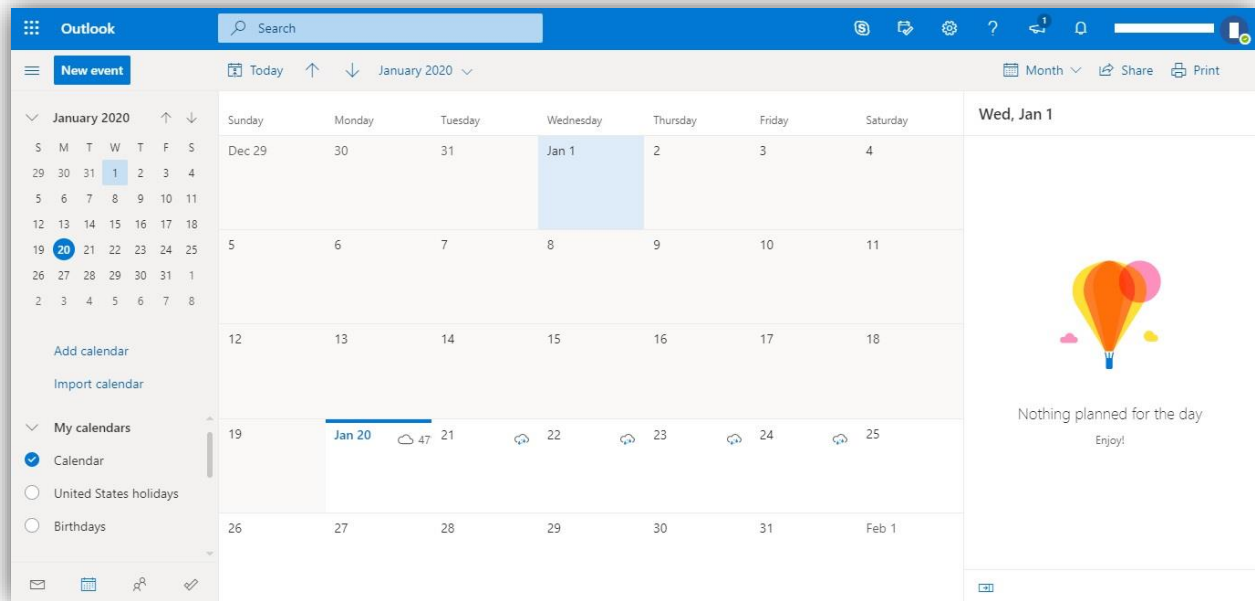 Outlook
Search
1
New event
Today
January 2020
Month
Share
Print
January 2020
S M T W T F S
29 30 31 1 2 3 4
5 6 7 8 9 10 11
12 13 14 15 16 17 18
19 20 21 22 23 24 25
26 27 28 29 30 31 1
2 3 4 5 6 7 8
Add calendar
Import calendar
My calendars
Calendar
United States holidays
Birthdays
Sunday Monday Tuesday Wednesday Thursday Friday Saturday
Dec 29 30 31 Jan 1 2 3 4
5 6 7 8 9 10 11
12 13 14 15 16 17 18
19 Jan 20 47 21 22 23 24 25
26 27 28 29 30 31 Feb 1
Wed, Jan 1
Nothing planned for the day
Enjoy!